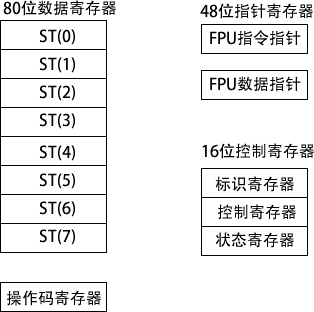 80位数据寄存器
ST(0)
ST(1)
ST(2)
ST(3)
ST(4)
ST(5)
ST(6)
ST(7)
操作码寄存器
48位指针寄存器
FPU指令指针
FPU数据指针
16位控制寄存器
标识寄存器
控制寄存器
状态寄存器